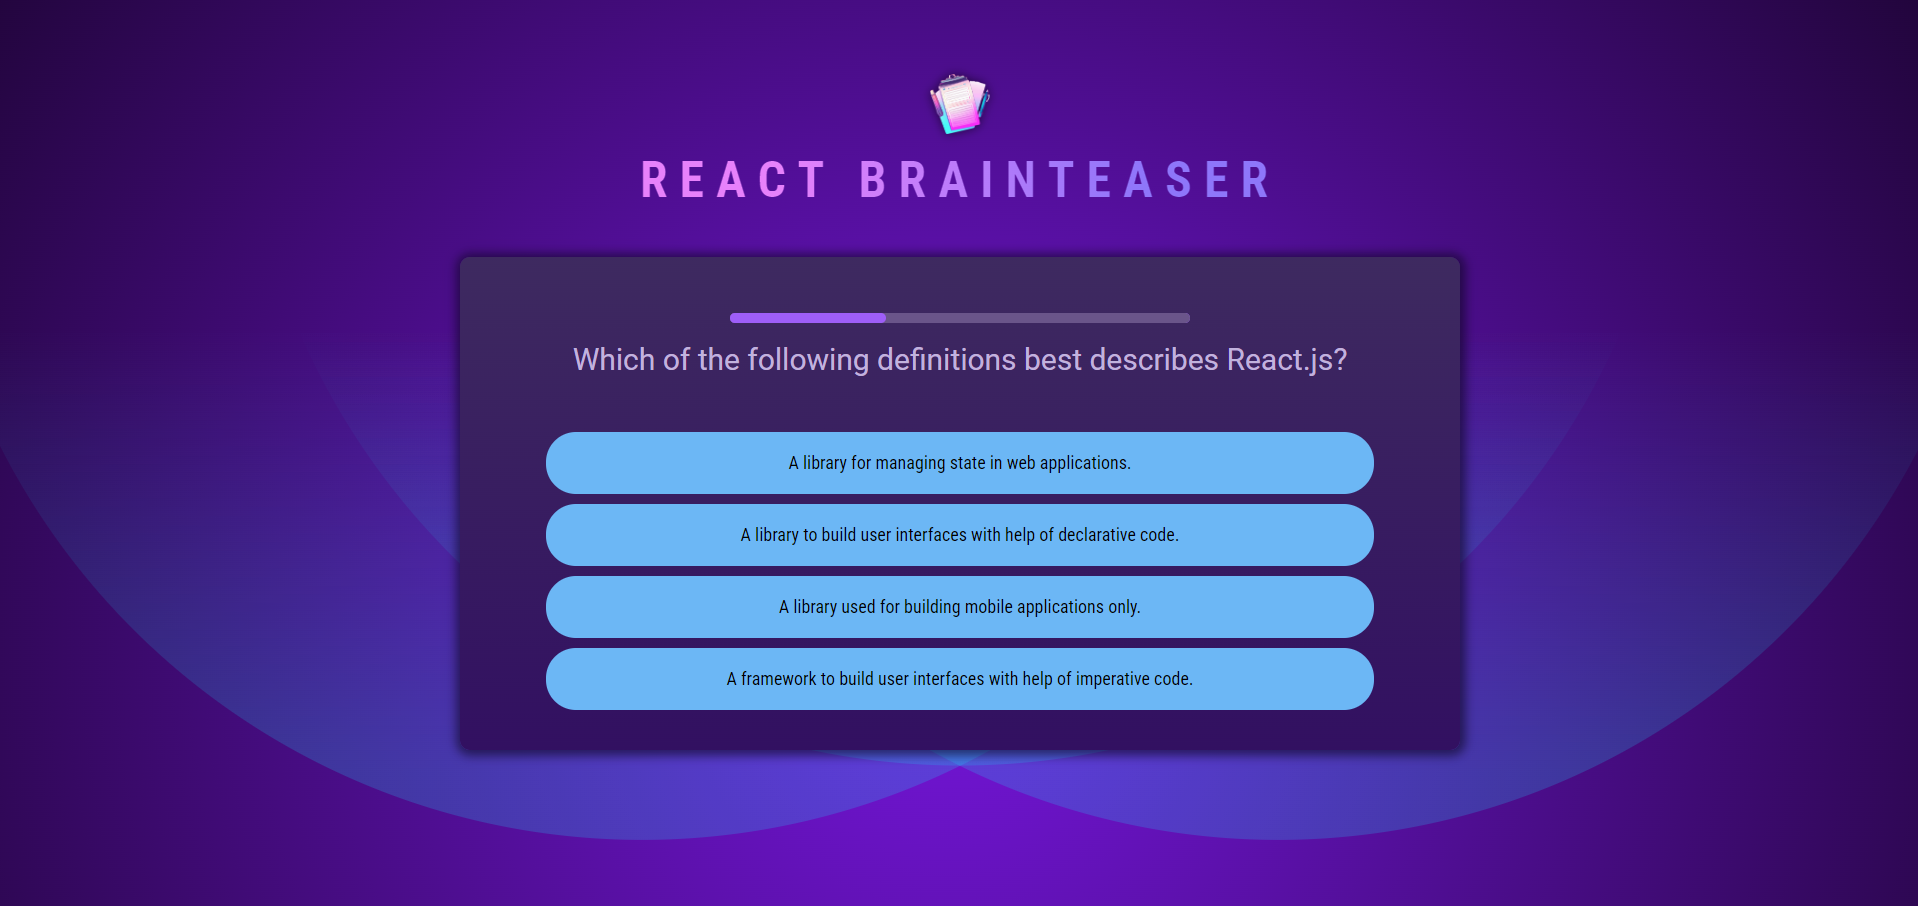 REACT BRAINTEASER
Which of the following definitions best describes React.js?
A library for managing state in web applications.
A library to build user interfaces with help of declarative code.
A library used for building mobile applications only.
A framework to build user interfaces with help of imperative code.